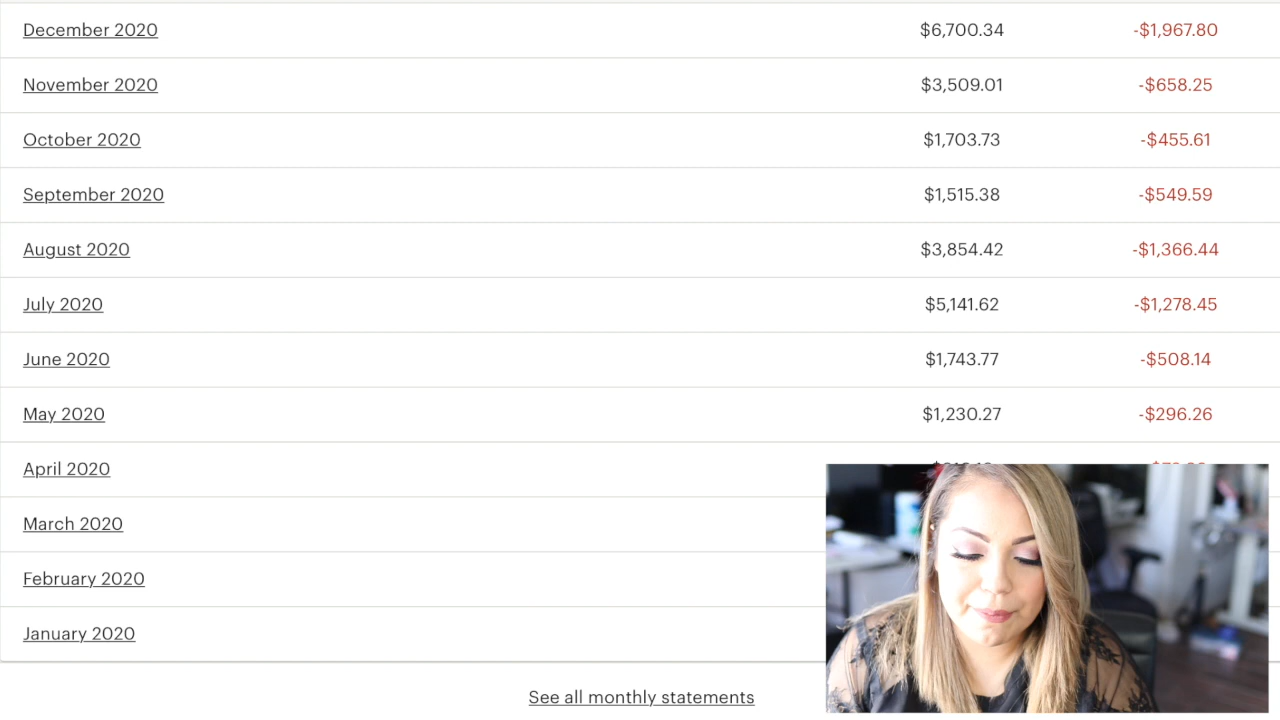 December 2020 $6,700.34 -$1,967.80
November 2020 $3,509.01 -$658.25
October 2020 $1,703.73 -$455.61
September 2020 $1,515.38 -$549.59
August 2020 $3,854.42 -$1,366.44
July 2020 $5,141.62 -$1,278.45
June 2020 $1,743.77 -$508.14
May 2020 $1,230.27 -$296.26
April 2020
March 2020
February 2020
January 2020
See all monthly statements